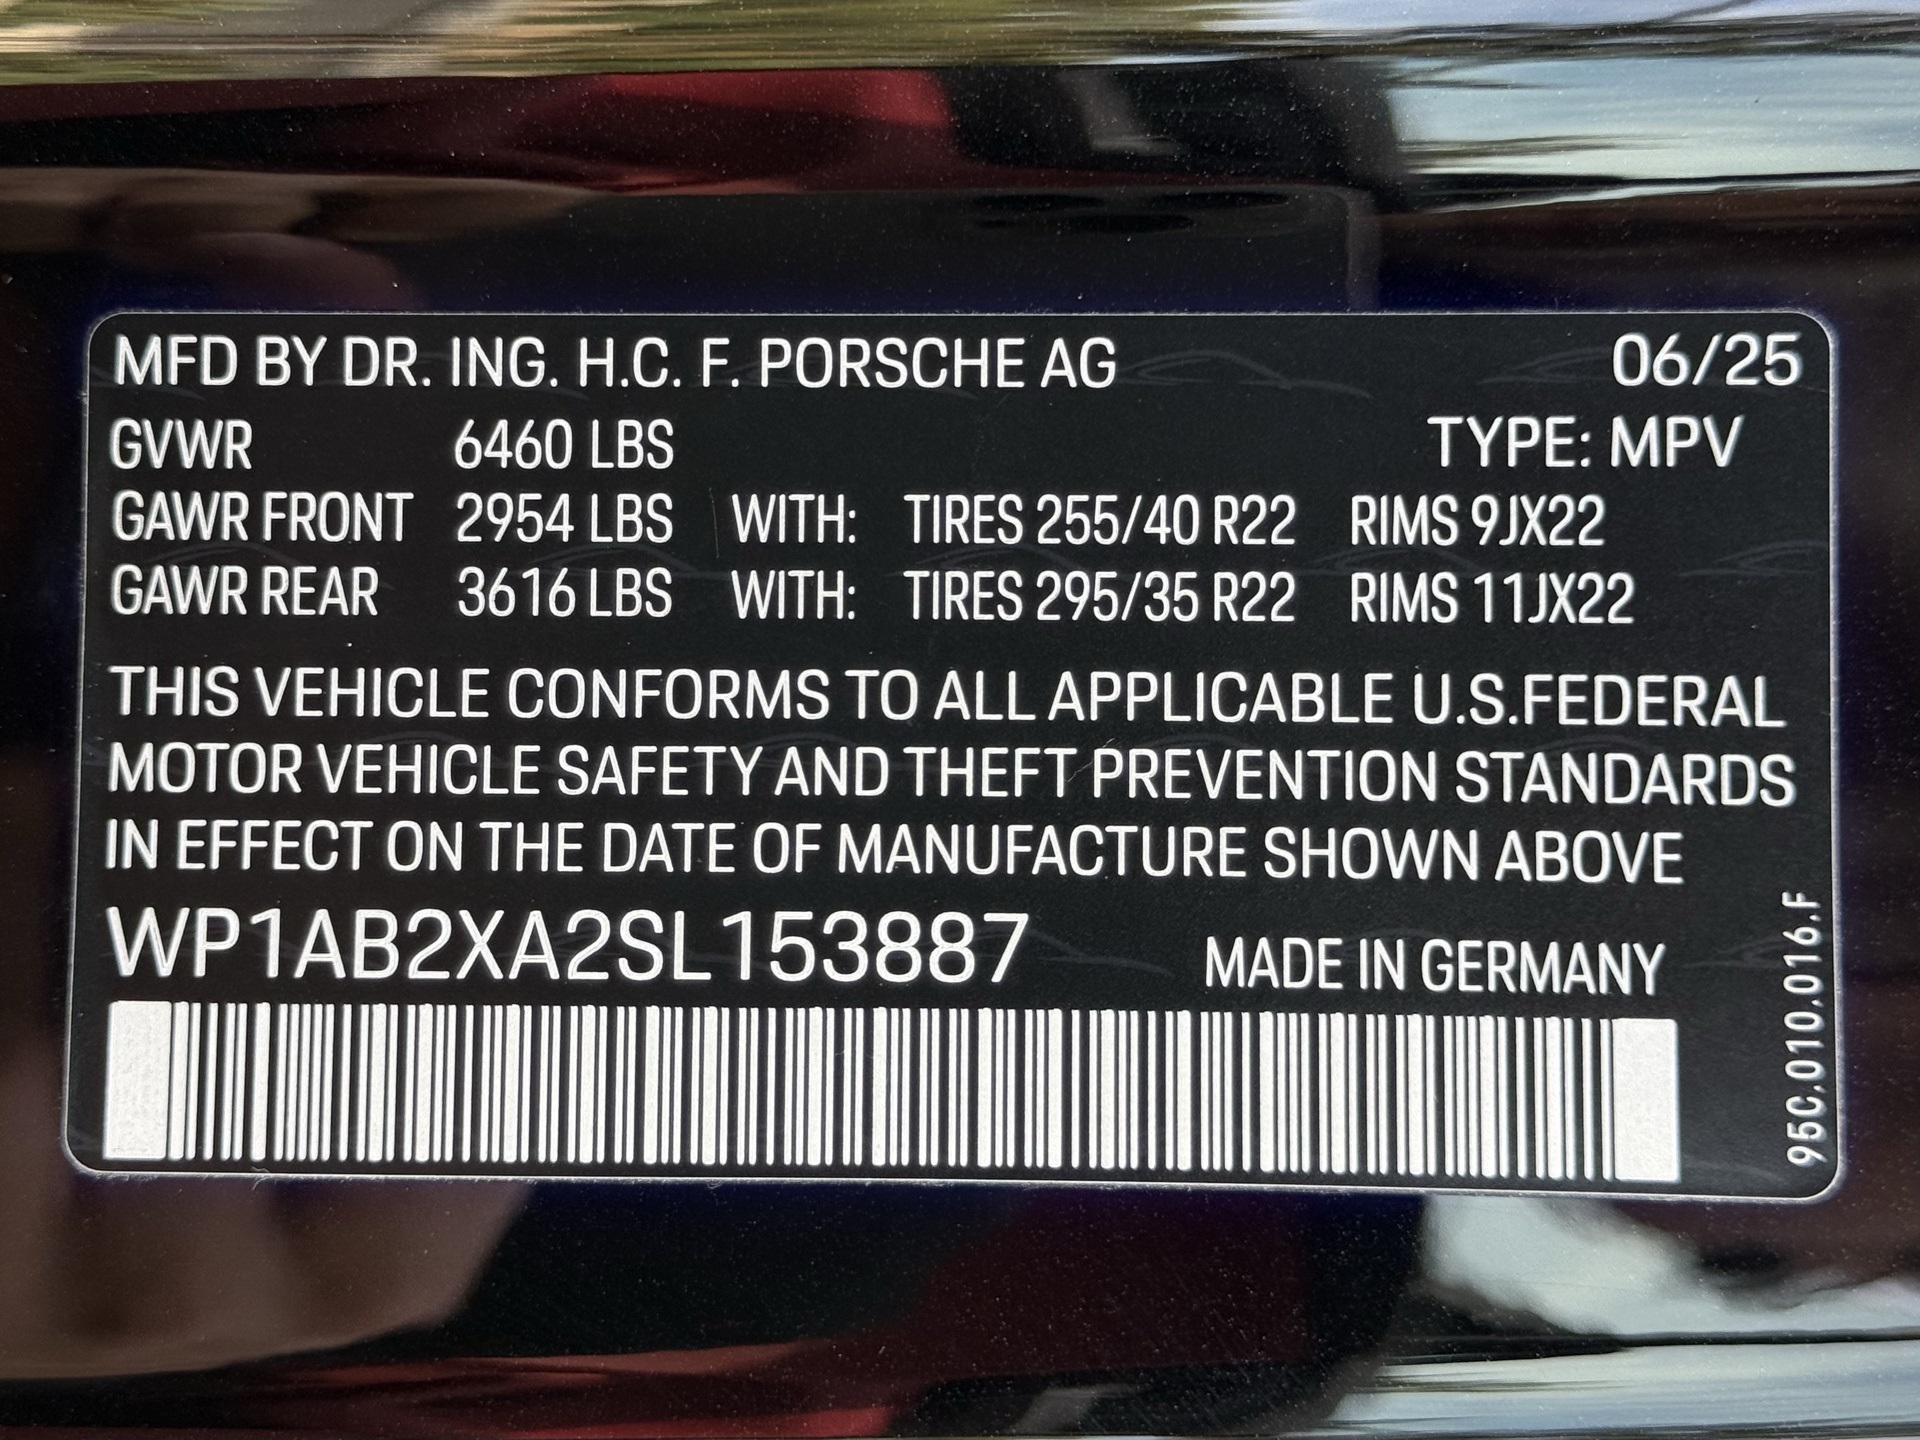 MFD BY DR. ING. H.C. F. PORSCHE AG 06/25
GVWR 6460 LBS TYPE: MPV
GAWR FRONT 2954 LBS WITH: TIRES 255/40 R22 RIMS 9JX22
GAWR REAR 3616 LBS WITH: TIRES 295/35 R22 RIMS 11JX22
THIS VEHICLE CONFORMS TO ALL APPLICABLE U.S.FEDERAL
MOTOR VEHICLE SAFETY AND THEFT PREVENTION STANDARDS
IN EFFECT ON THE DATE OF MANUFACTURE SHOWN ABOVE
WP1AB2XA2SL153887 MADE IN GERMANY
95C.010.016.F